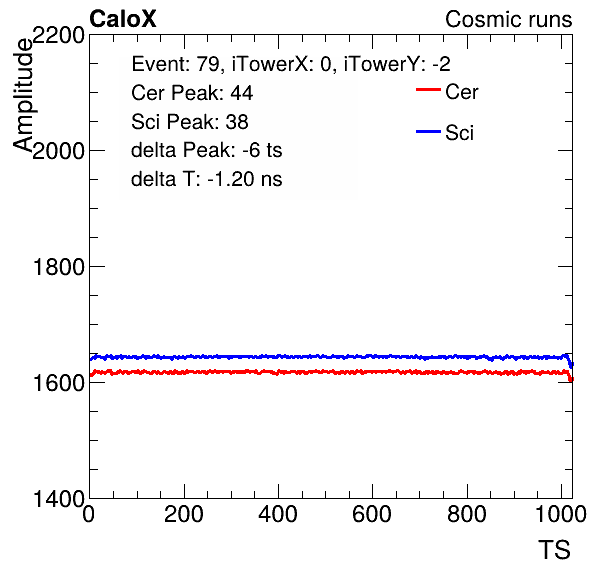 CaloX
Cosmic runs
Amplitude
Event: 79, iTowerX: 0, iTowerY: -2
Cer Peak: 44
Sci Peak: 38
delta Peak: -6 ts
delta T: -1.20 ns
Cer
Sci
2200
2000
1800
1600
1400
0 200 400 600 800 1000
TS